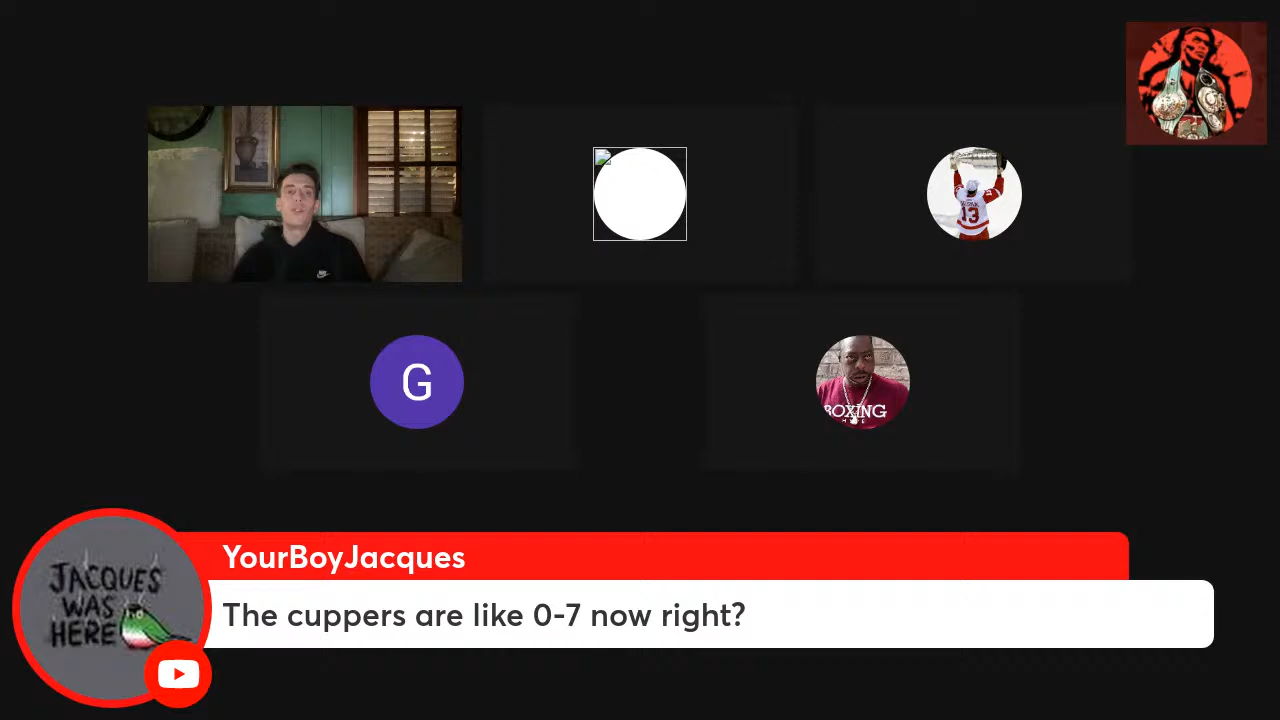 13
G
BOXING
YourBoyJacques
The cuppers are like 0-7 now right?
JACQUES
WAS
HERE